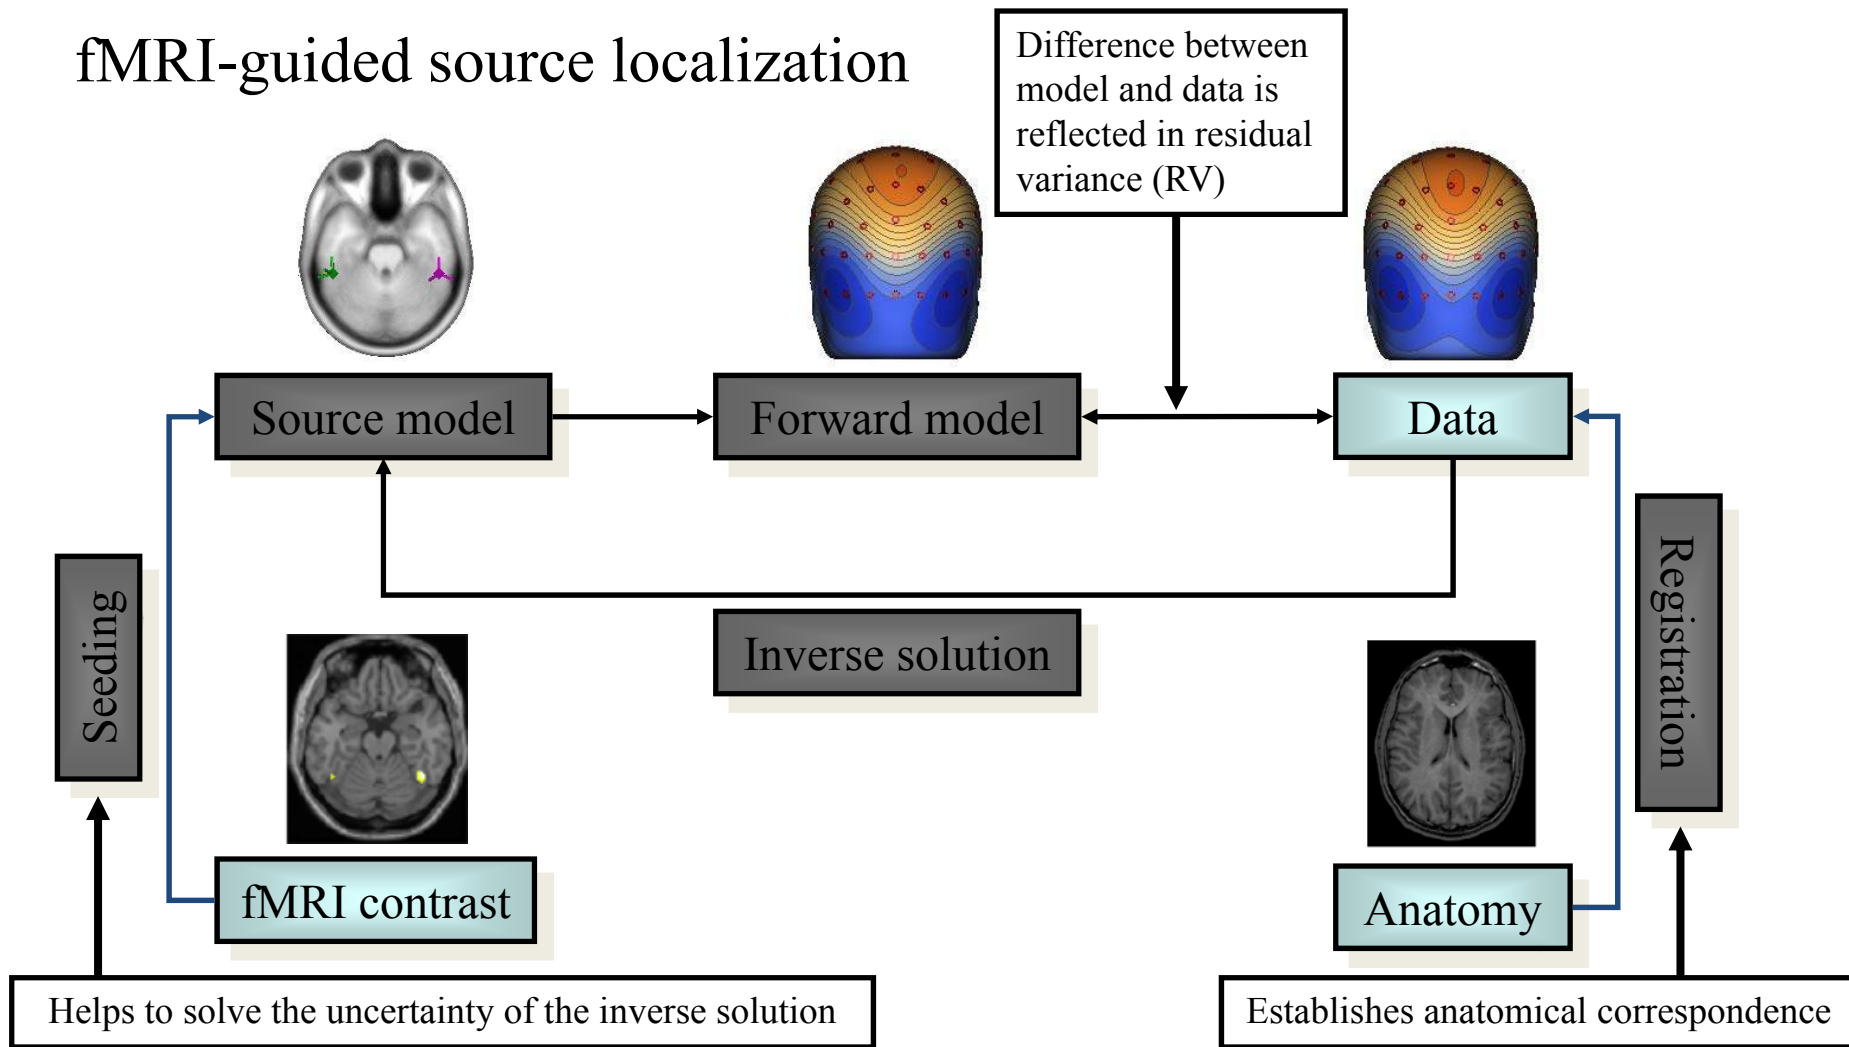 fMRI-guided source localization
Difference between
model and data is
reflected in residual
variance (RV)
Source model
Forward model
Data
Seeding
Inverse solution
Registration
fMRI contrast
Anatomy
Helps to solve the uncertainty of the inverse solution
Establishes anatomical correspondence